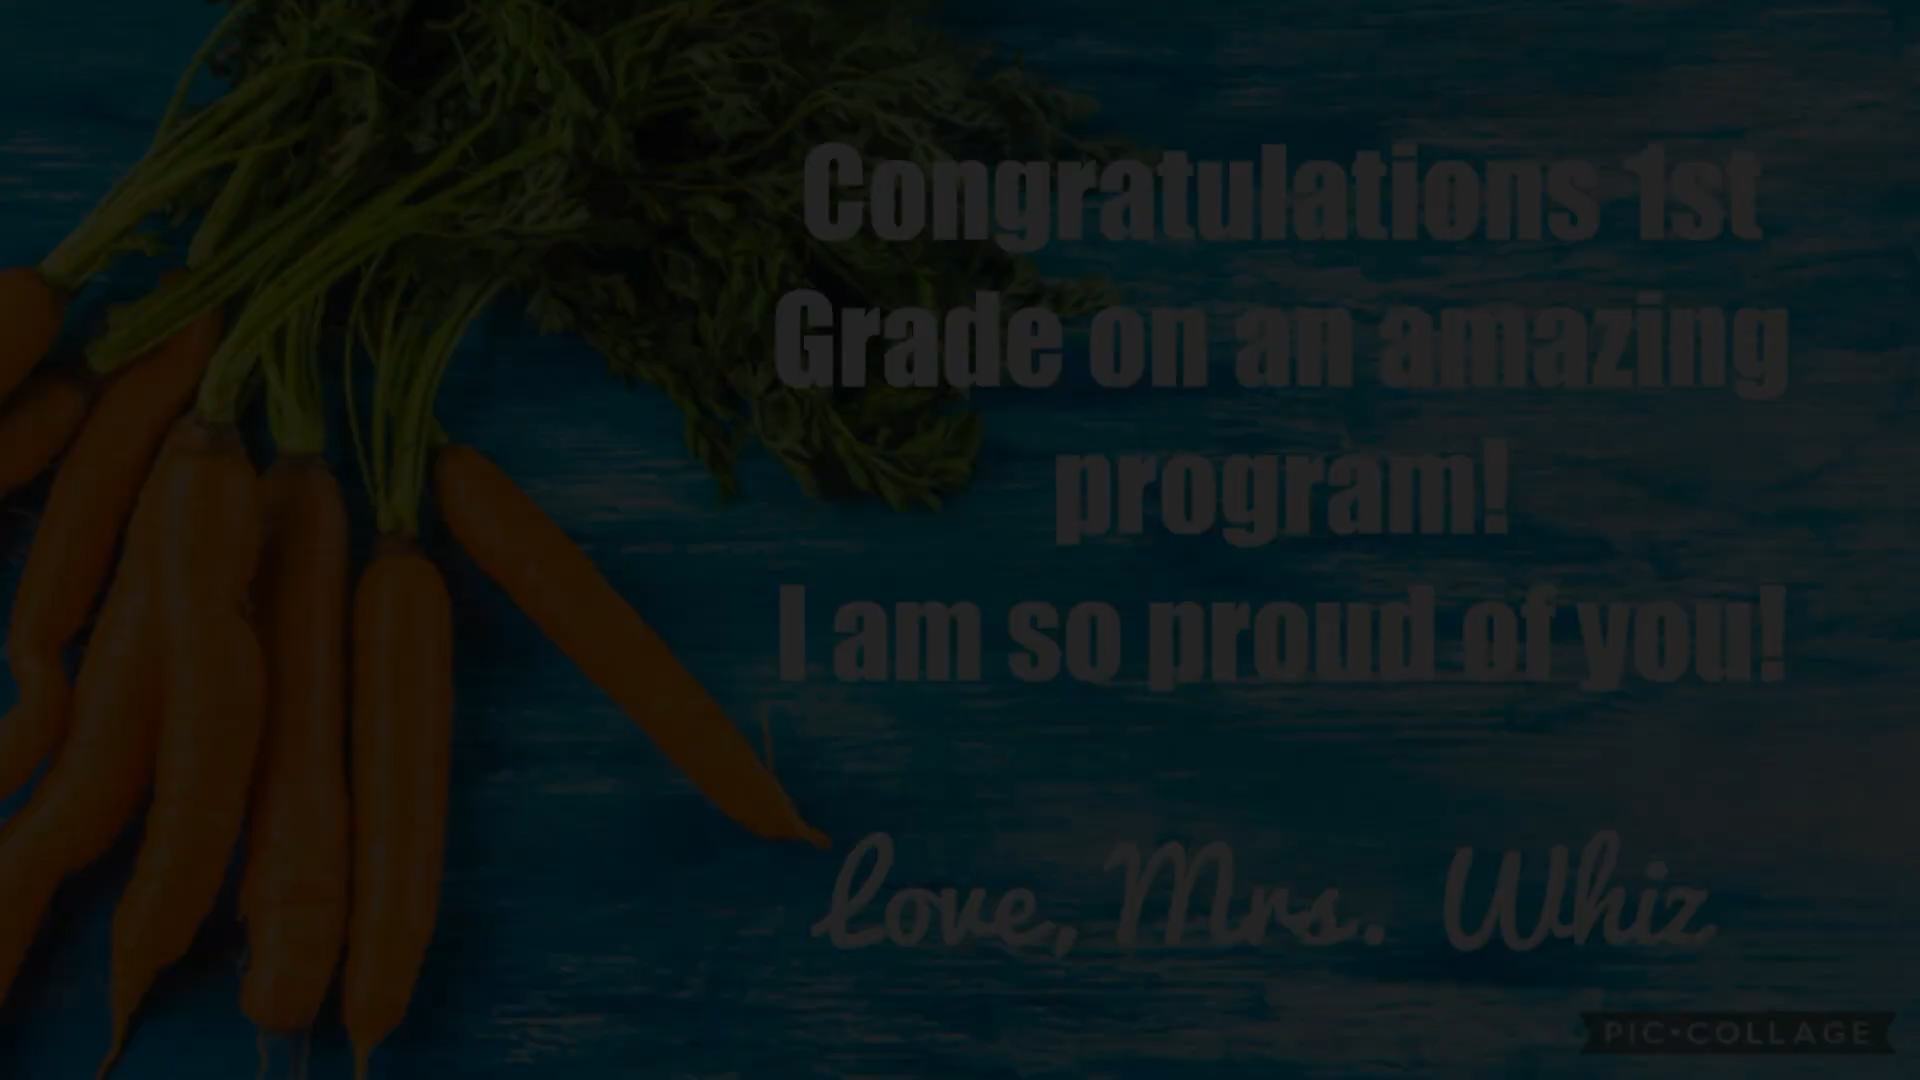 Congratulations 1st
Grade on an amazing
program!
I am so proud of you!
Love, Mrs. Whiz
PIC•COLLAGE